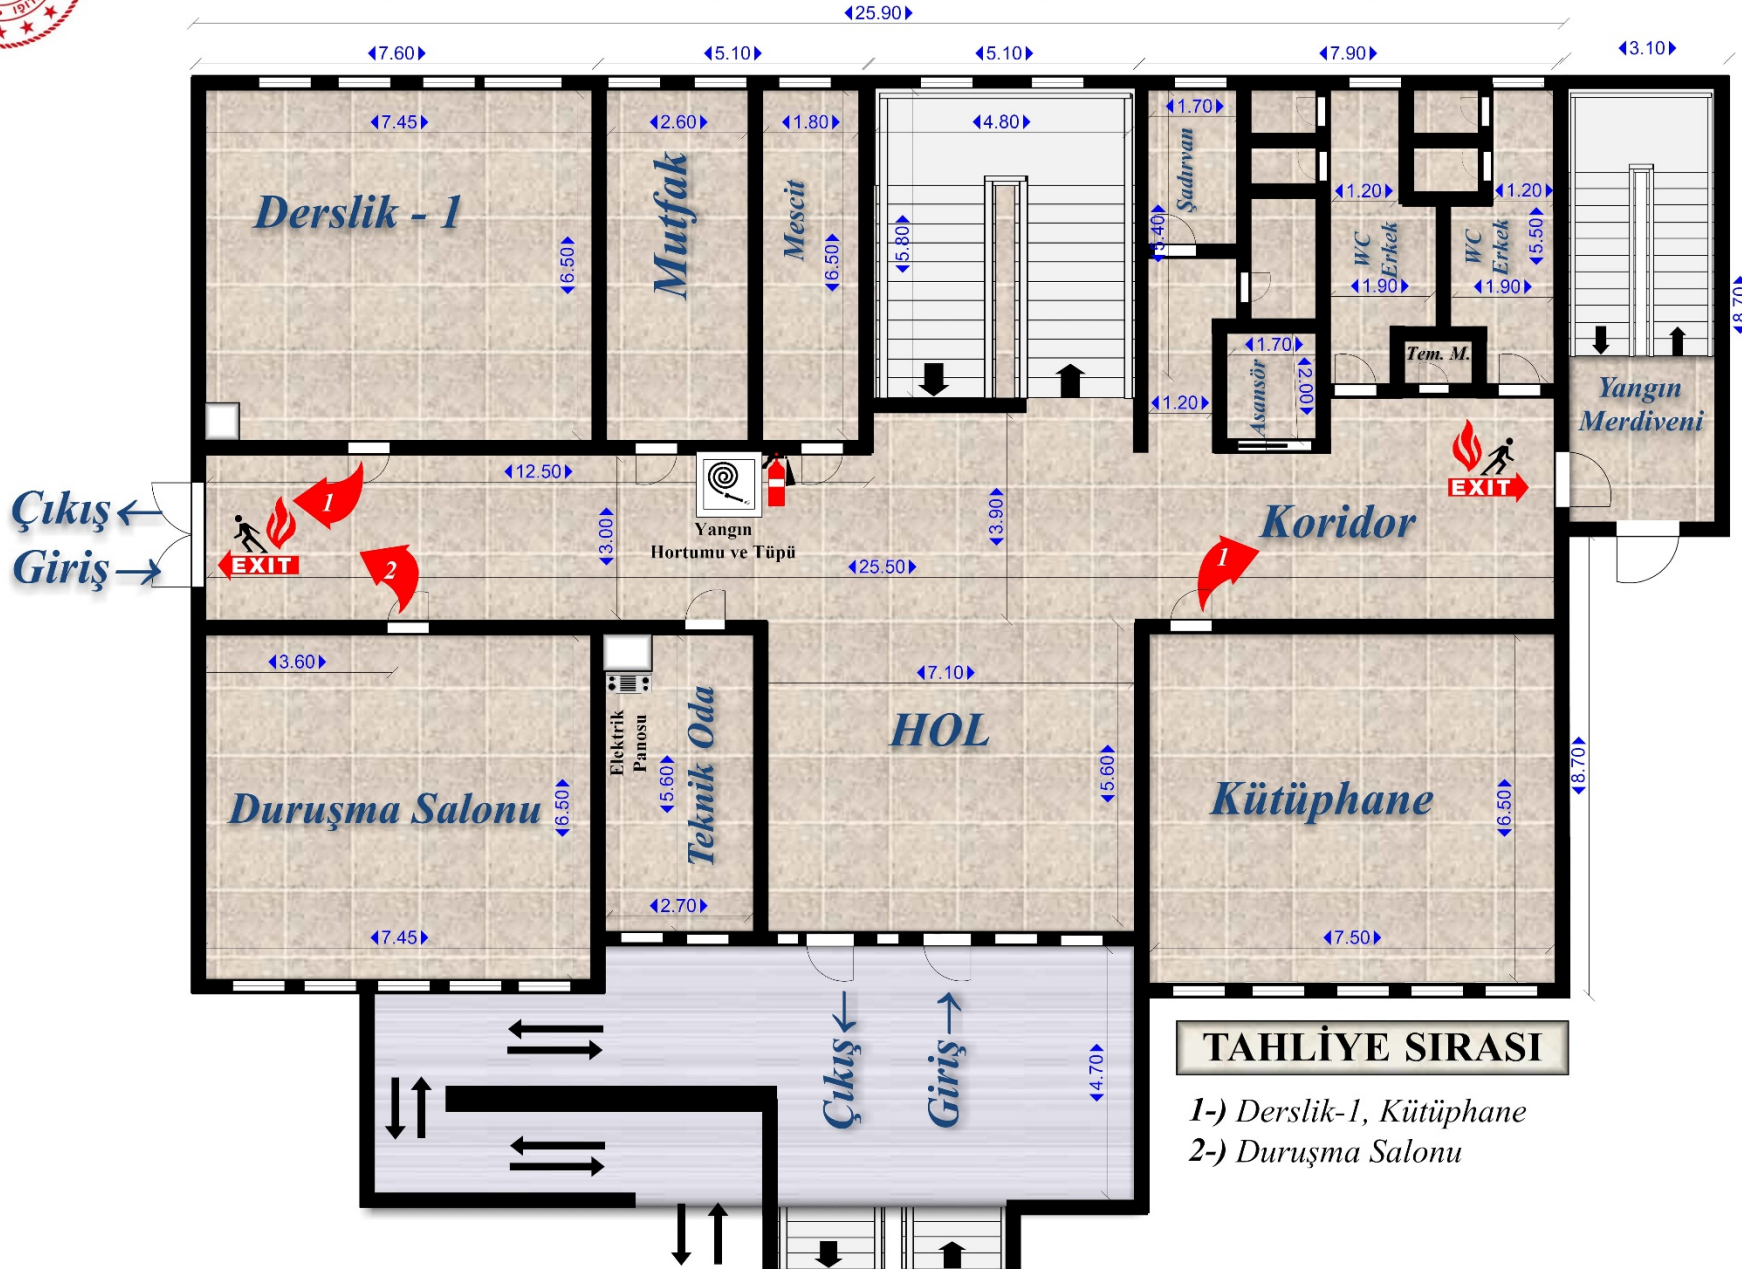 25.90
7.60
5.10
5.10
7.90
3.10
7.45
2.60
1.80
4.80
1.70
1.20
1.20
Derslik - 1
Mutfak
Mescit
Şadırvan
6.50
6.50
5.80
5.40
5.50
WC
Erkek
WC
Erkek
1.90
1.90
8.70
1.70
2.00
Asansör
Tem. M.
1.20
Yangın
Merdiveni
12.50
Çıkış←
Giriş→
1
EXIT
2
3.00
Yangın
Hortumu ve Tüpü
3.90
25.50
Koridor
1
EXIT
3.60
7.10
HOL
Elektrik
Panosu
Teknik Oda
5.60
5.60
Duruşma Salonu
6.50
Kütüphane
6.50
8.70
2.70
7.45
7.50
Çıkış←
Giriş→
4.70
TAHLİYE SIRASI
1-) Derslik-1, Kütüphane
2-) Duruşma Salonu